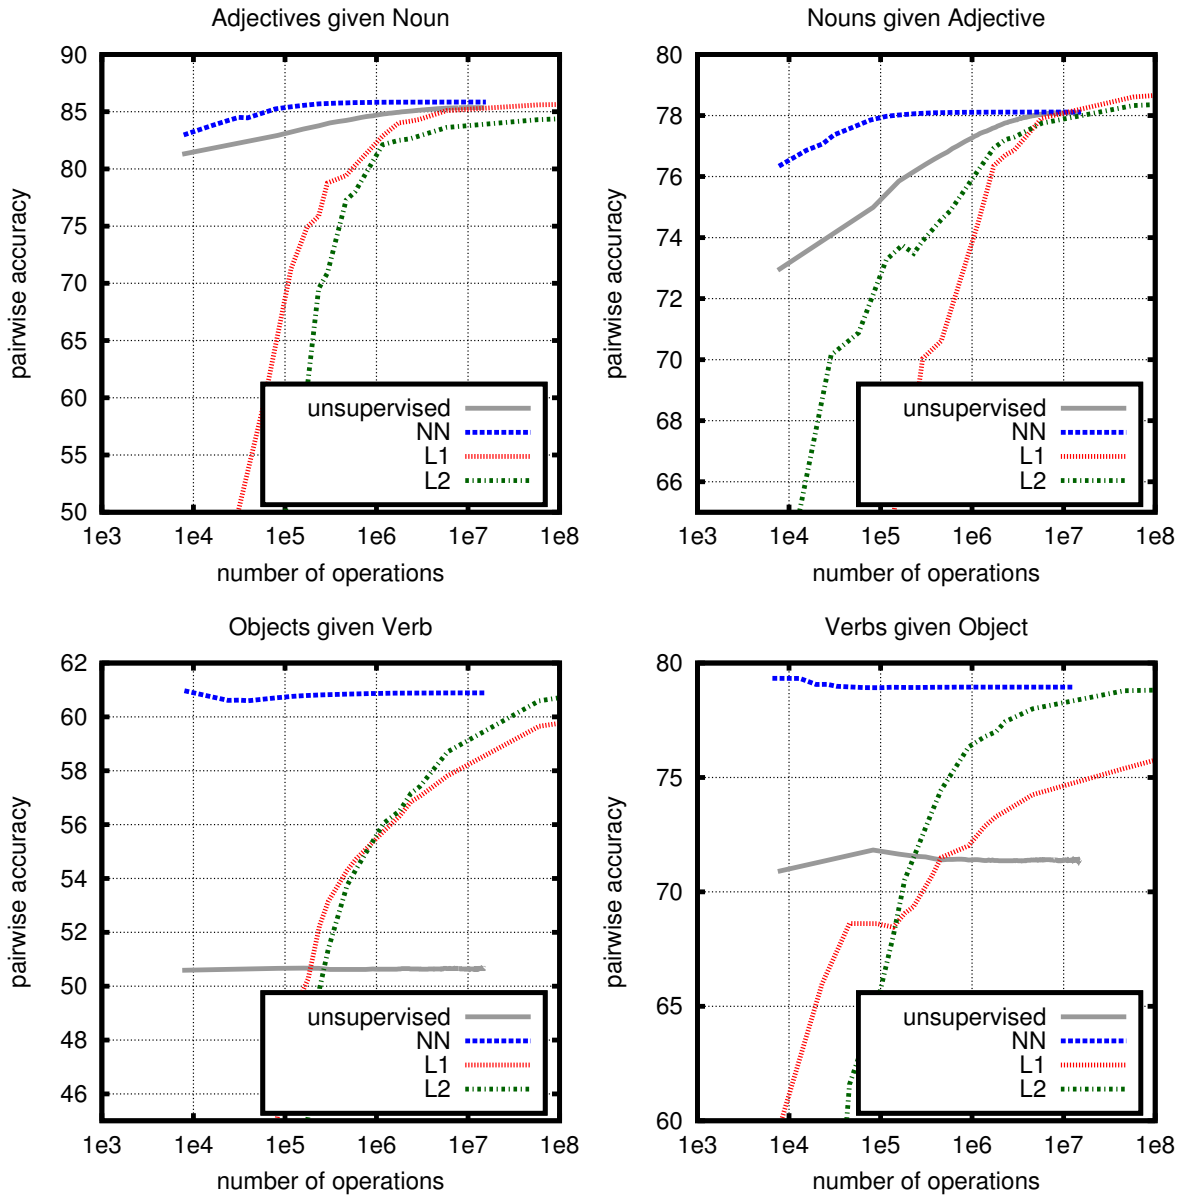 Adjectives given Noun
90
85
80
75
70
65
60
55
50
pairwise accuracy
unsupervised
NN
L1
L2
1e3 1e4 1e5 1e6 1e7 1e8
number of operations
Nouns given Adjective
80
78
76
74
72
70
68
66
pairwise accuracy
unsupervised
NN
L1
L2
1e3 1e4 1e5 1e6 1e7 1e8
number of operations
Objects given Verb
62
60
58
56
54
52
50
48
46
pairwise accuracy
unsupervised
NN
L1
L2
1e3 1e4 1e5 1e6 1e7 1e8
number of operations
Verbs given Object
80
75
70
65
60
pairwise accuracy
unsupervised
NN
L1
L2
1e3 1e4 1e5 1e6 1e7 1e8
number of operations